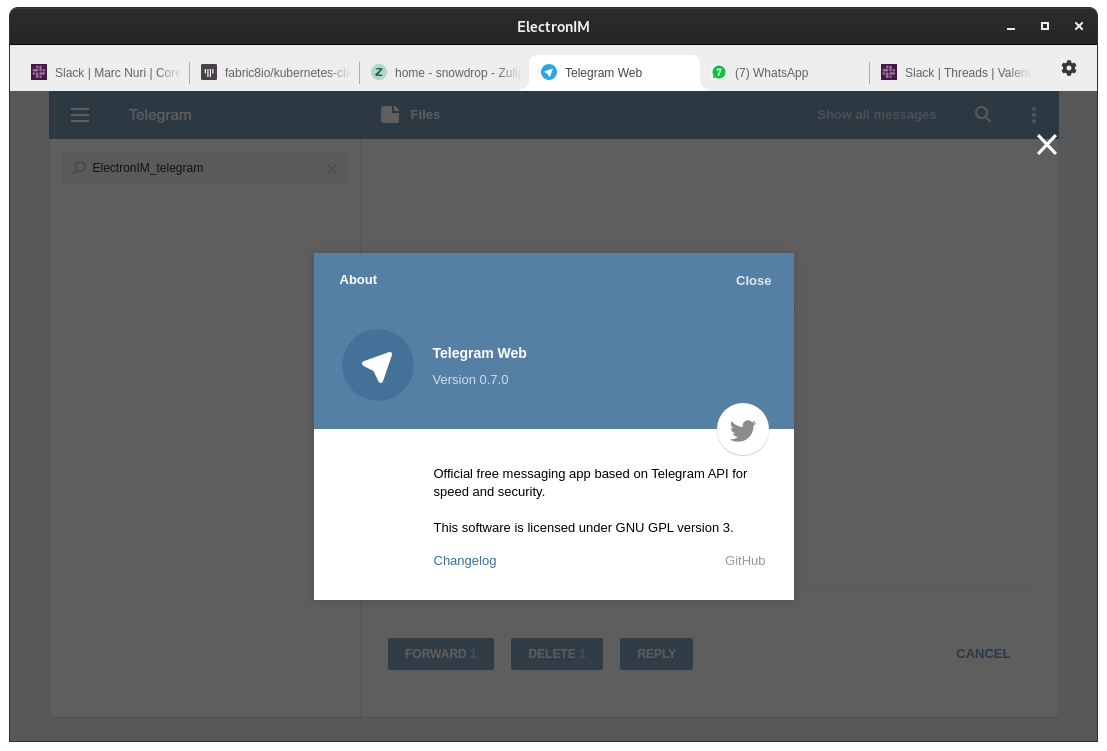 ElectronIM
Slack | Marc Nuri | Core
fabric8io/kubernetes-cli
home - snowdrop - Zulip
Telegram Web
(7) WhatsApp
Slack | Threads | Valenc
Telegram
Files
Show all messages
ElectronIM_telegram
About
Close
Telegram Web
Version 0.7.0
Official free messaging app based on Telegram API for
speed and security.
This software is licensed under GNU GPL version 3.
Changelog
GitHub
FORWARD 1
DELETE 1
REPLY
CANCEL